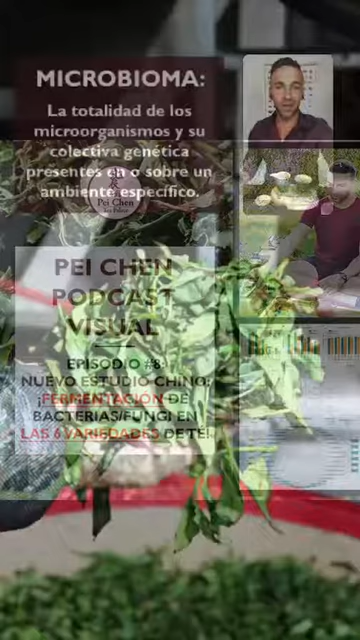 MICROBIOMA:
La totalidad de los
microorganismos y su
colectiva genética
presentes en o sobre un
ambiente específico.
Pei Chen
PEI CHEN
PODCAST
VISUAL
EPISODIO #8:
NUEVO ESTUDIO CHINO:
¡FERMENTACIÓN DE
BACTERIAS/FUNGI EN
LAS 6 VARIEDADES DE TÉ!